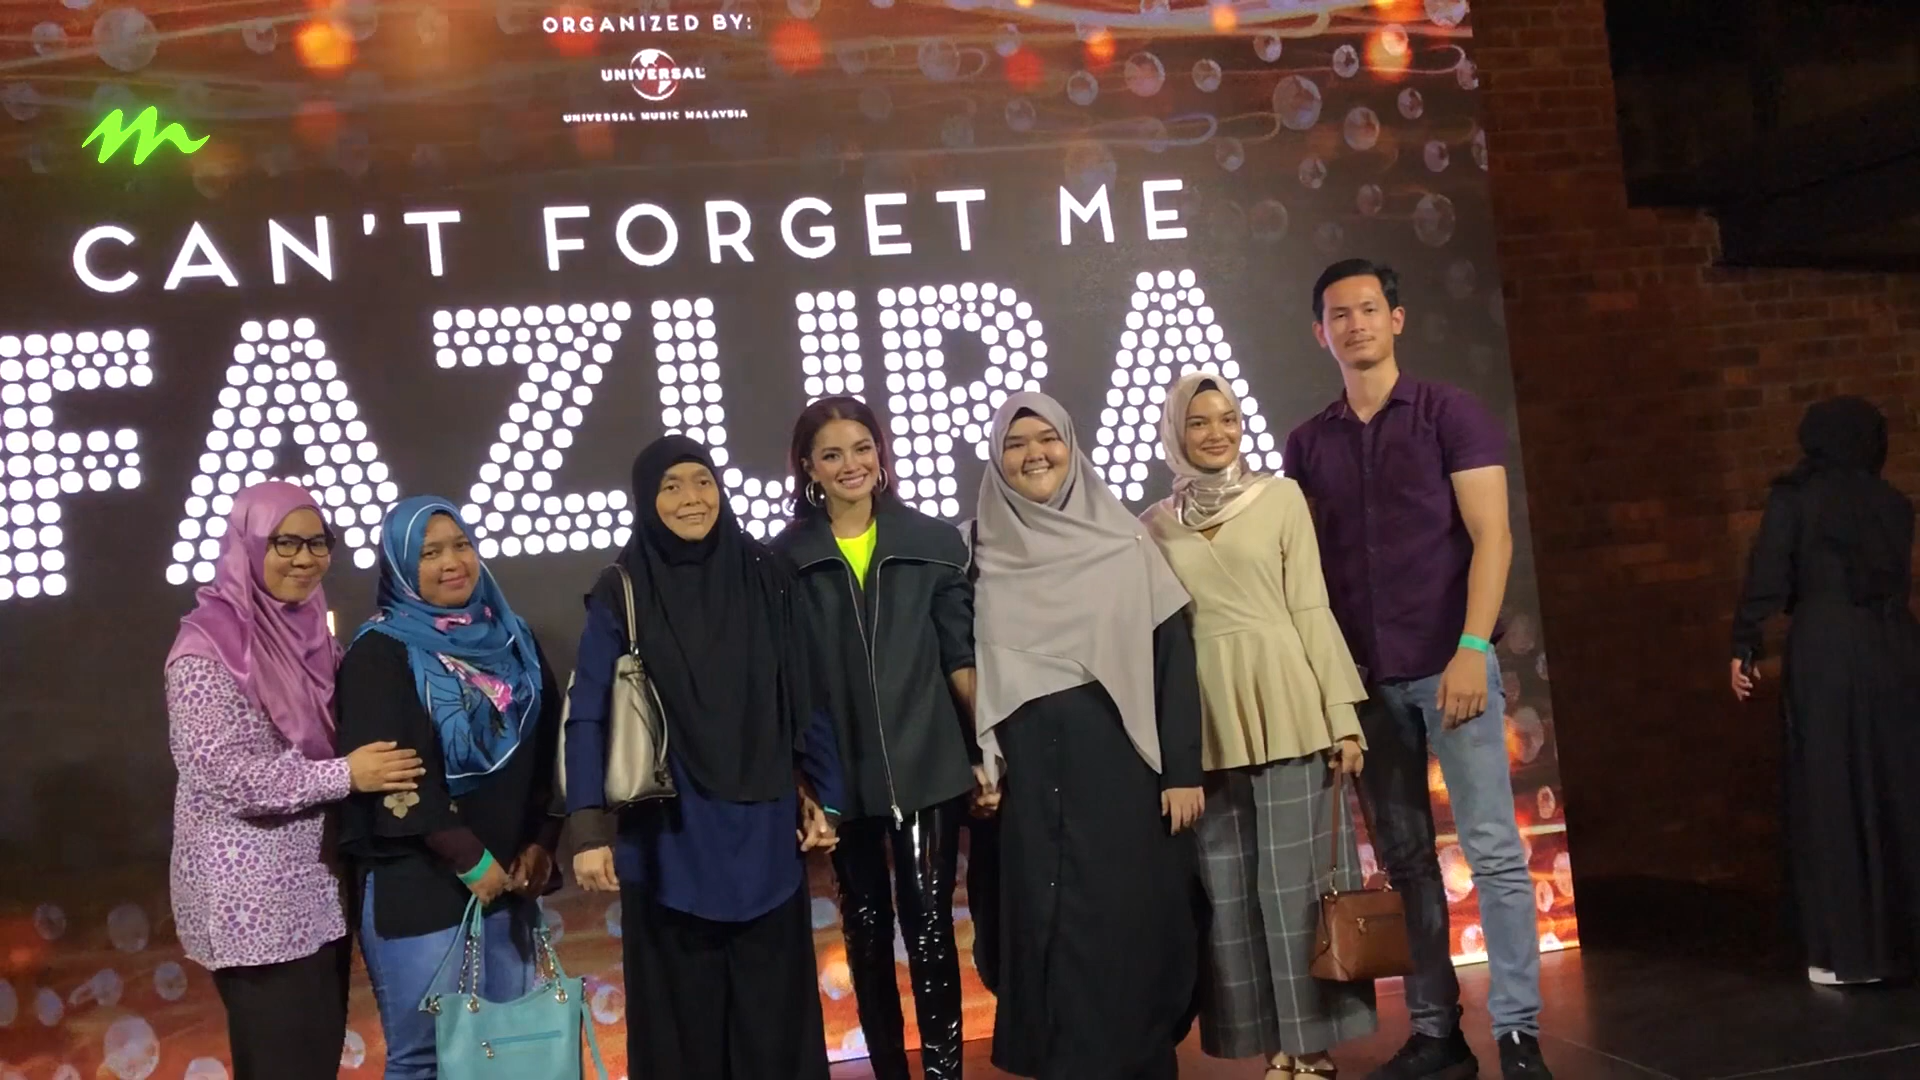 ORGANIZED BY:
UNIVERSAL
UNIVERSAL MUSIC MALAYSIA
CAN'T FORGET ME
FAZURA